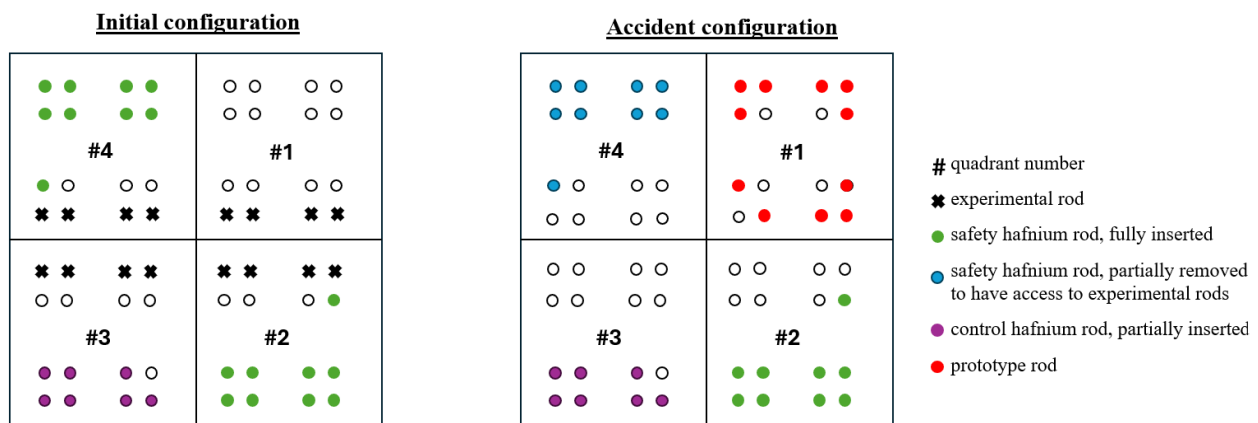 Initial configuration
Accident configuration
#4
#1
#3
#2
#4
#1
#3
#2
# quadrant number
experimental rod
safety hafnium rod, fully inserted
safety hafnium rod, partially removed
to have access to experimental rods
control hafnium rod, partially inserted
prototype rod